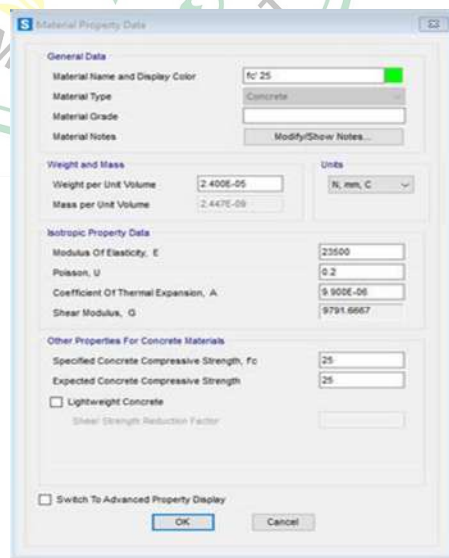 S Material Property Data
General Data
Material Name and Display Color fc' 25
Material Type Concrete
Material Grade
Material Notes Modify/Show Notes...
Weight and Mass Units
Weight per Unit Volume 2.400E-05 N, mm, C
Mass per Unit Volume 2.447E-09
Isotropic Property Data
Modulus Of Elasticity, E 23500
Poisson, U 0.2
Coefficient Of Thermal Expansion, A 9.900E-06
Shear Modulus, G 9791.6667
Other Properties For Concrete Materials
Specified Concrete Compressive Strength, f'c 25
Expected Concrete Compressive Strength 25
Lightweight Concrete
Shear Strength Reduction Factor
Switch To Advanced Property Display
OK Cancel